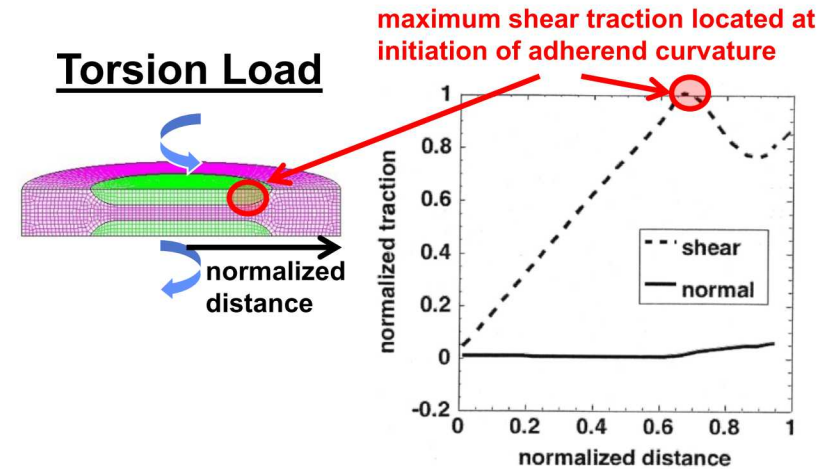 maximum shear traction located at
initiation of adherend curvature
Torsion Load
normalized
distance
normalized traction
1
0.8
0.6
0.4
0.2
0
-0.2
shear
normal
0
0.2
0.4
0.6
0.8
1
normalized distance